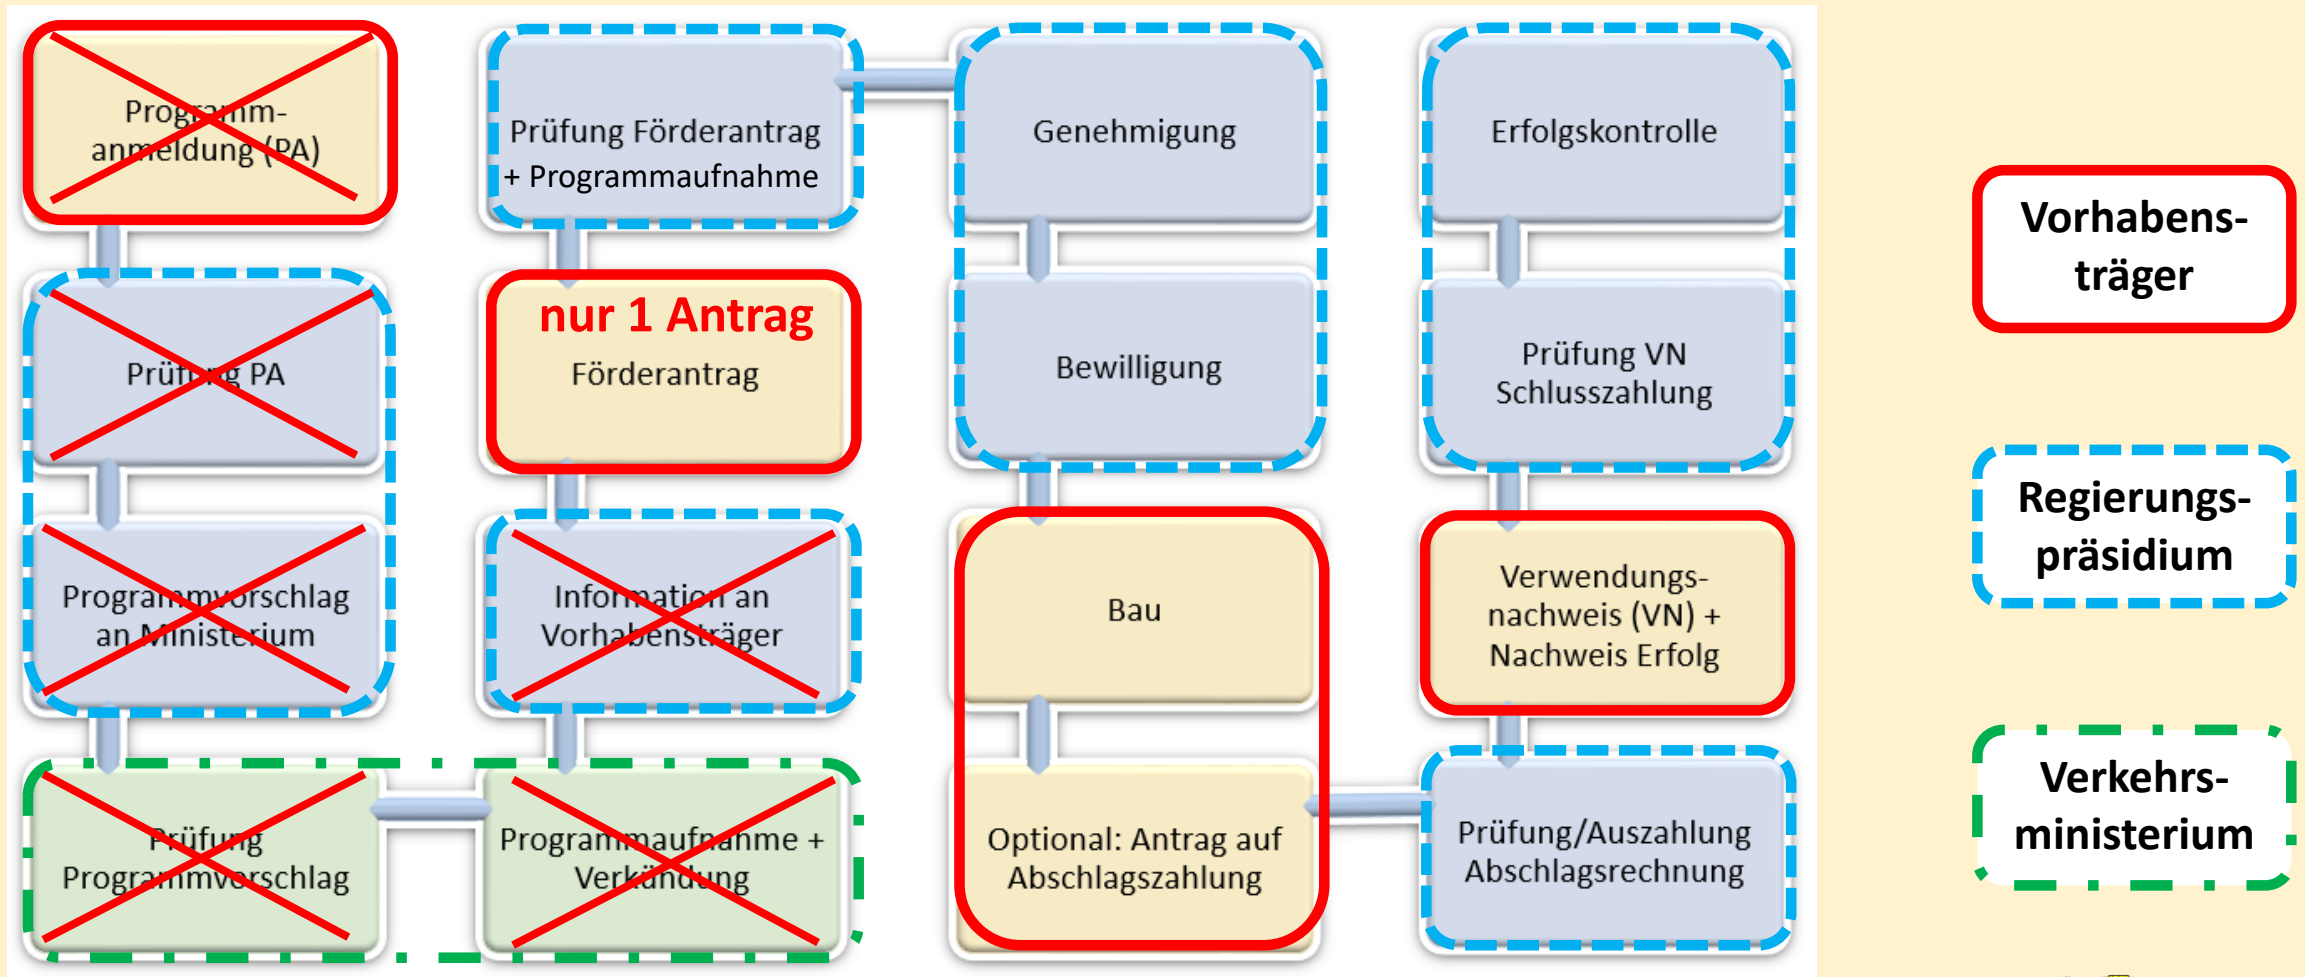 Programm-
anmeldung (PA)
Prüfung PA
Programmvorschlag
an Ministerium
Prüfung
Programmvorschlag
Prüfung Förderantrag
+ Programmaufnahme
nur 1 Antrag
Förderantrag
Information an
Vorhabensträger
Programmaufnahme +
Verkündung
Genehmigung
Bewilligung
Bau
Optional: Antrag auf
Abschlagszahlung
Erfolgskontrolle
Prüfung VN
Schlusszahlung
Verwendungs-
nachweis (VN) +
Nachweis Erfolg
Prüfung/Auszahlung
Abschlagsrechnung
Vorhabens-
träger
Regierungs-
präsidium
Verkehrs-
ministerium